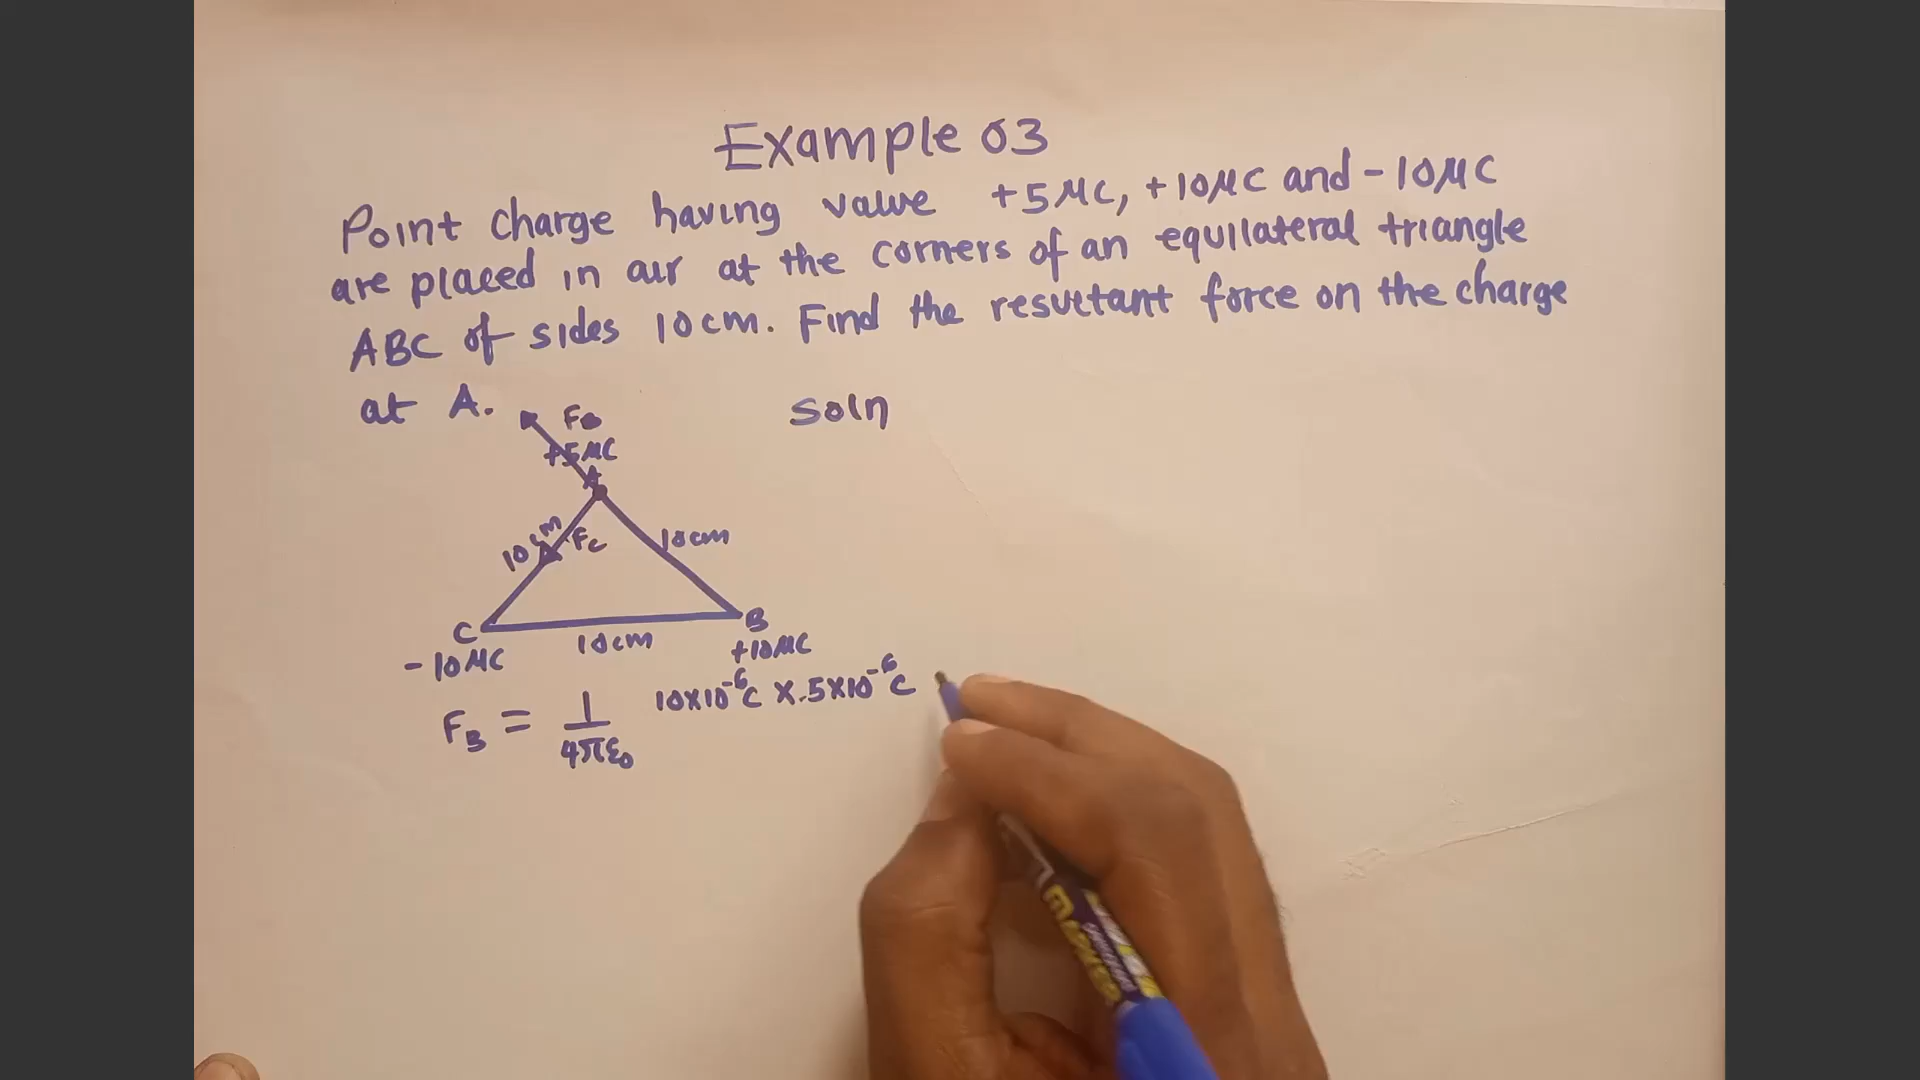 Example 03
Point charge having value +5μC, +10μC and -10μC
are placed in air at the corners of an equilateral triangle
ABC of sides 10cm. Find the resultant force on the charge
at A.
Soln
+5μC
A
10cm
Fc
10cm
C
B
10cm
-10μC
+10μC
F_B = 1/4πε₀ 10×10⁻⁶C × 5×10⁻⁶C